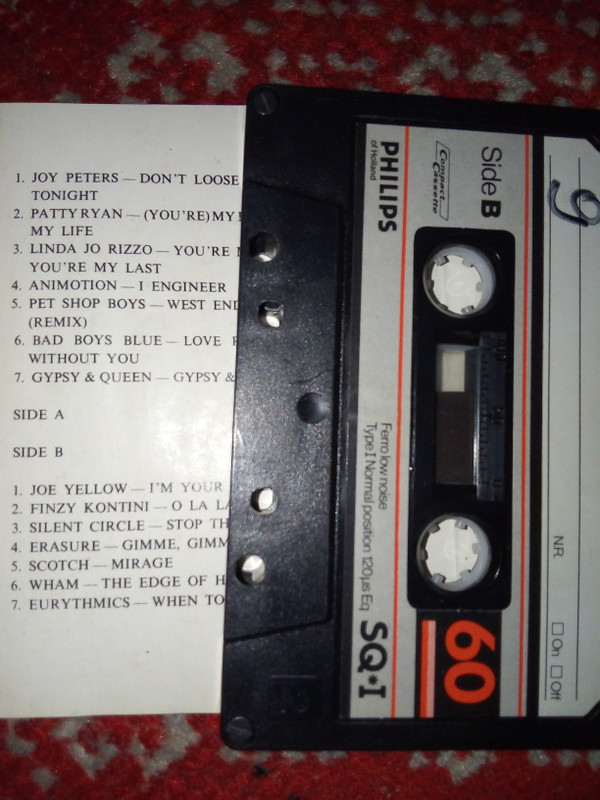 1. JOY PETERS — DON'T LOOSE
TONIGHT
2. PATTY RYAN — (YOU'RE) MY
MY LIFE
3. LINDA JO RIZZO — YOU'RE
YOU'RE MY LAST
4. ANIMOTION — I ENGINEER
5. PET SHOP BOYS — WEST END
(REMIX)
6. BAD BOYS BLUE — LOVE
WITHOUT YOU
7. GYPSY & QUEEN — GYPSY &
SIDE A
SIDE B
1. JOE YELLOW — I'M YOUR
2. FINZY KONTINI — O LA LA
3. SILENT CIRCLE — STOP
4. ERASURE — GIMME,
5. SCOTCH — MIRAGE
6. WHAM — THE EDGE OF
7. EURYTHMICS — WHEN
PHILIPS
of Holland
Compact
Cassette
Side B
9
Ferro low noise
Type I Normal position 120µs Eq
SQ*I
60
N.R.
On
Off